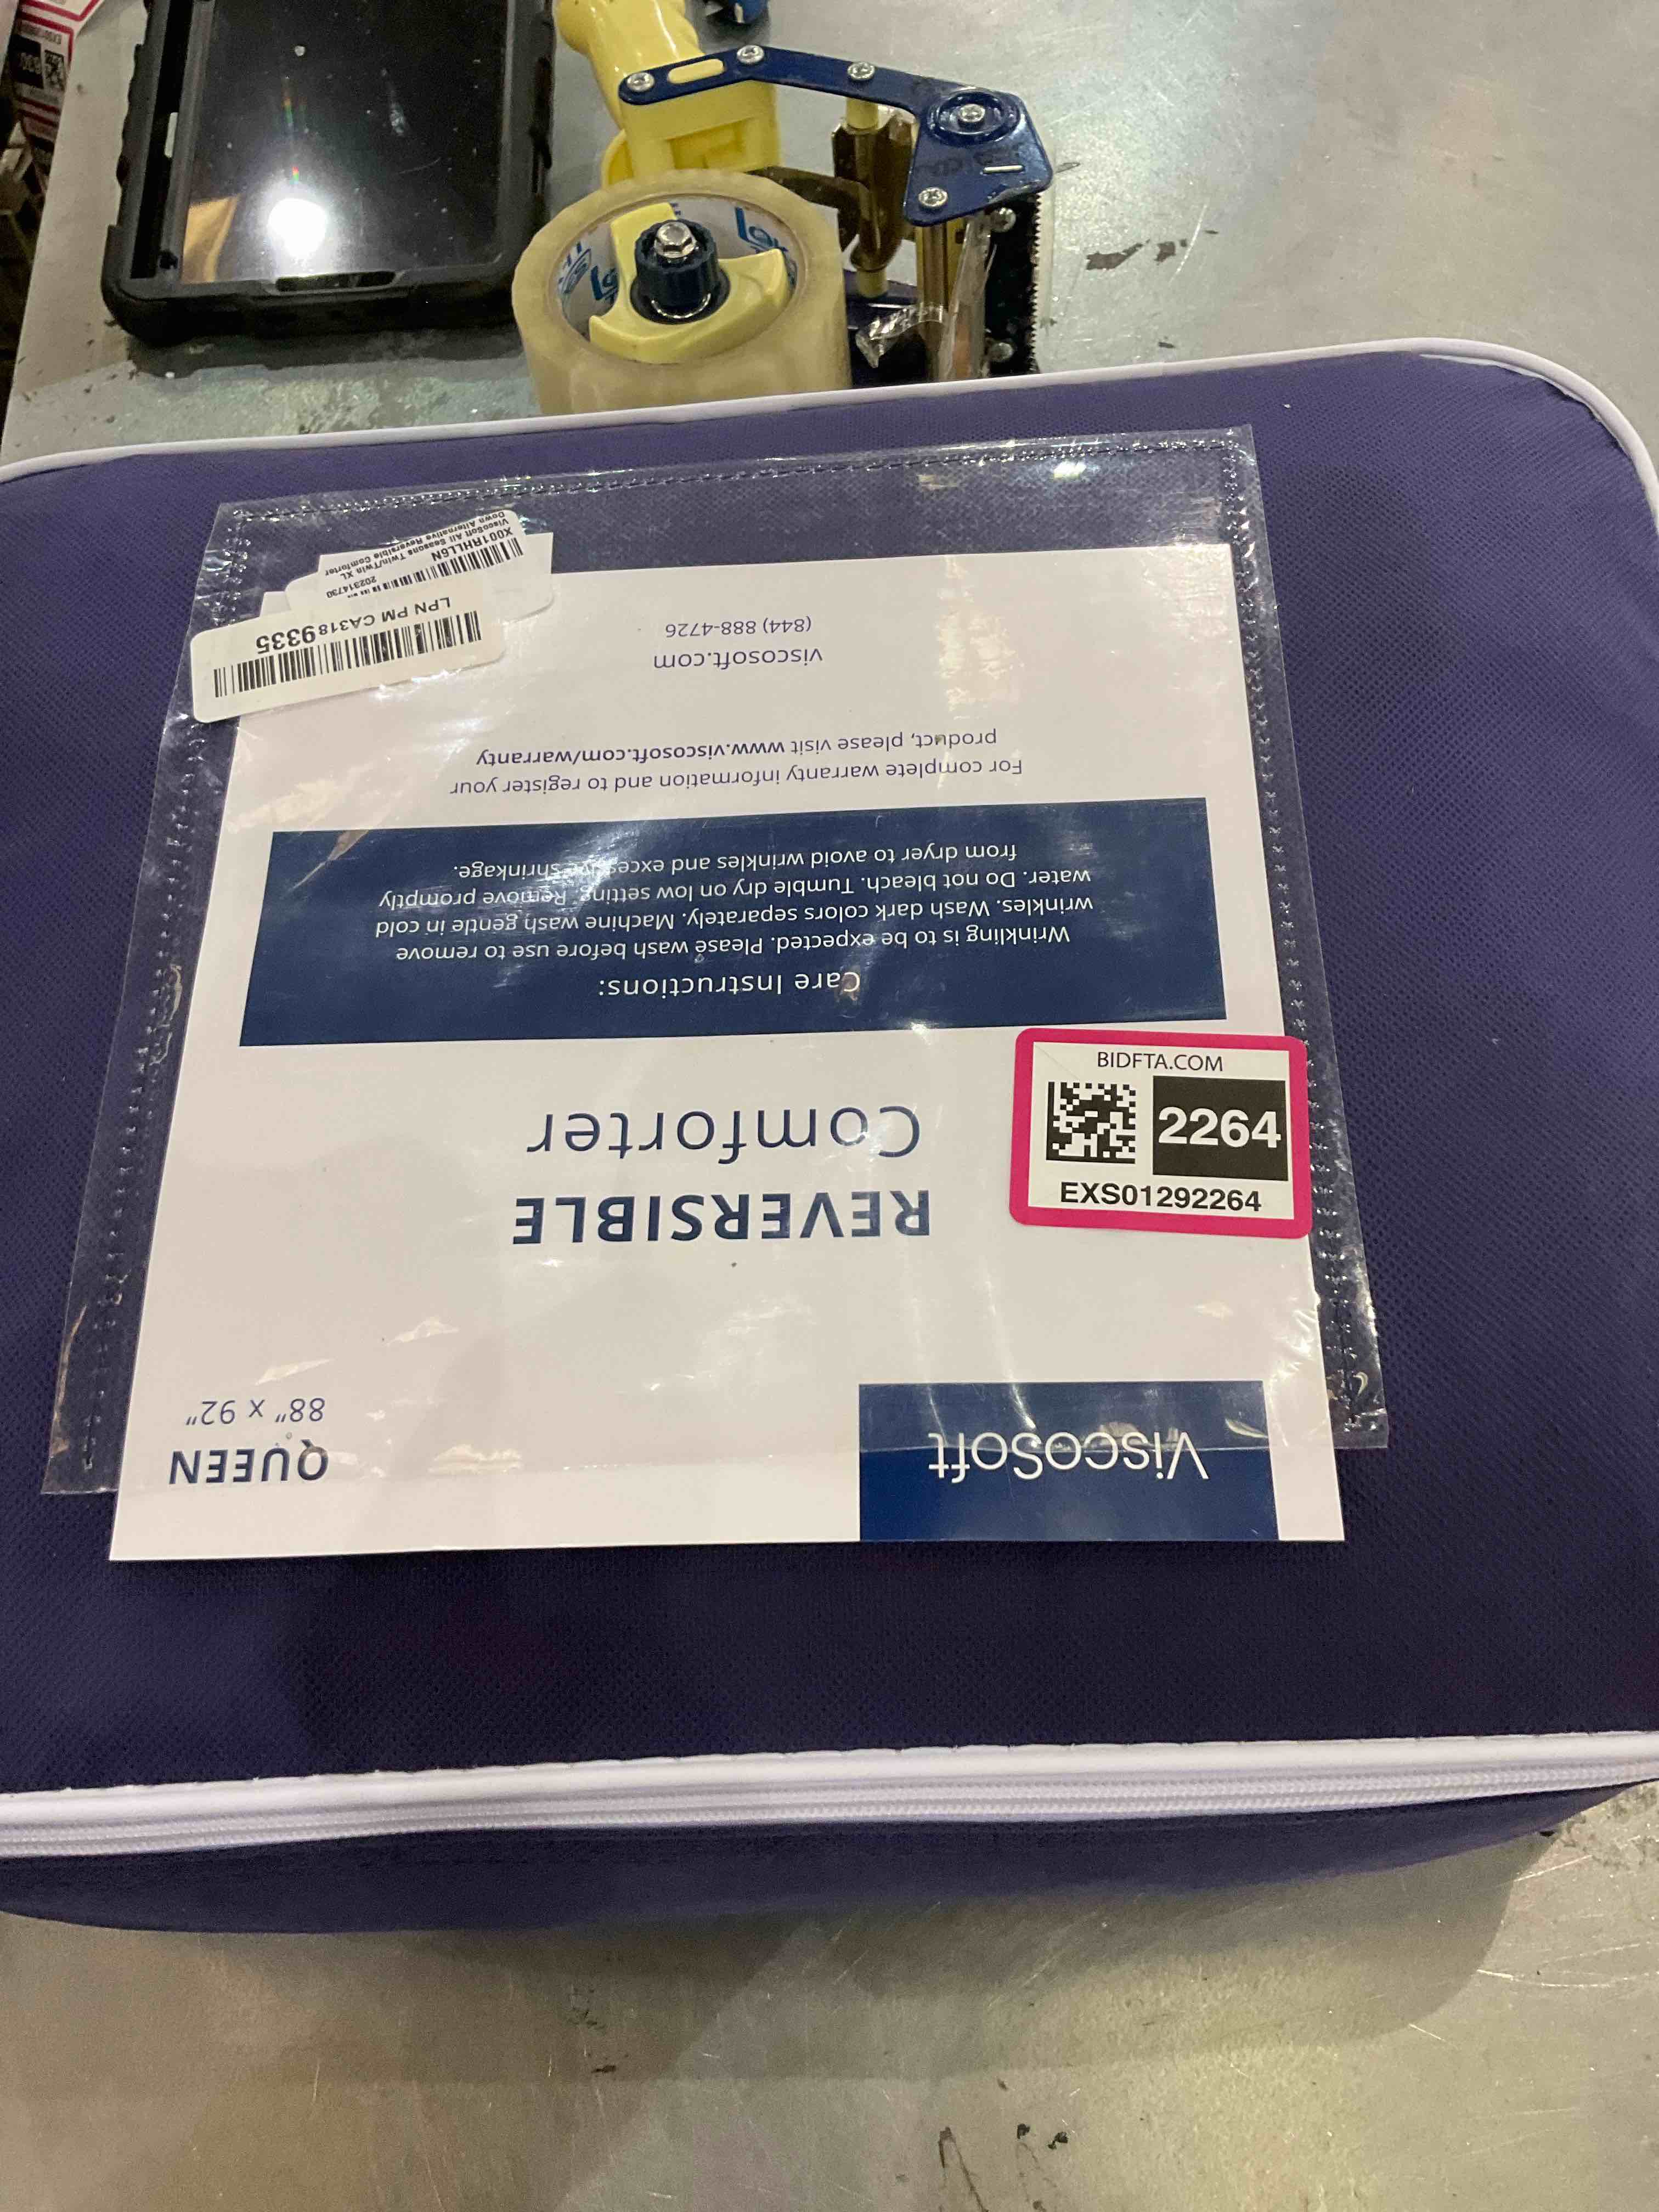 ViscoSoft
QUEEN
88" x 92"
REVERSIBLE
Comforter
Care Instructions:
Wrinkling is to be expected. Please wash before use to remove
wrinkles. Wash dark colors separately. Machine wash gentle in cold
water. Do not bleach. Tumble dry on low setting. Remove promptly
from dryer to avoid wrinkles and excessive shrinkage.
For complete warranty information and to register your
product, please visit www.viscosoft.com/warranty
viscosoft.com
(844) 888-4726
LPN PM CA3189335
202314730
X001RHLL6N
ViscoSoft All Seasons Twin/Twin XL
Down Alternative Reversible Comforter
BIDFTA.COM
2264
EXS01292264